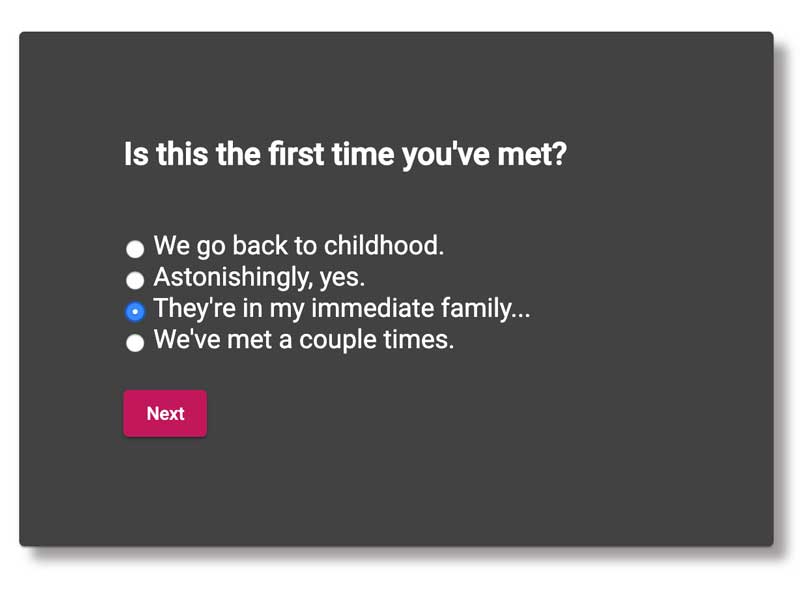 Is this the first time you've met?
We go back to childhood.
Astonishingly, yes.
They're in my immediate family...
We've met a couple times.
Next